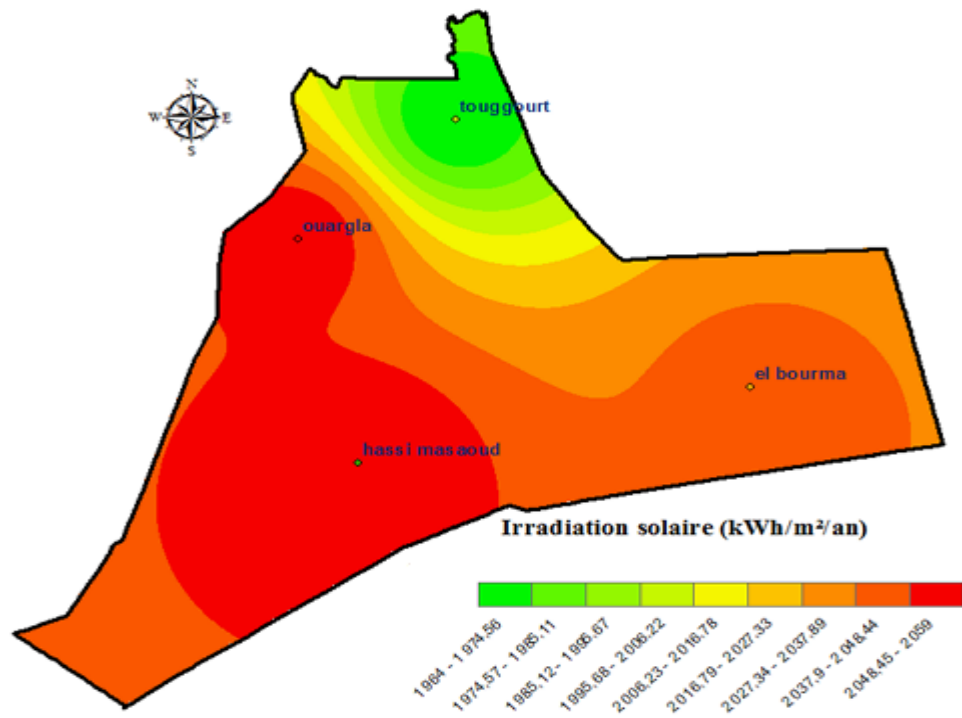 N
W E
S
touggourt
ouargla
el bourma
hassi masaoud
Irradiation solaire (kWh/m²/an)
1964 - 1974,56
1974,57 - 1985,11
1985,12 - 1995,67
1995,68 - 2006,22
2006,23 - 2016,78
2016,79 - 2027,33
2027,34 - 2037,89
2037,9 - 2048,44
2048,45 - 2059